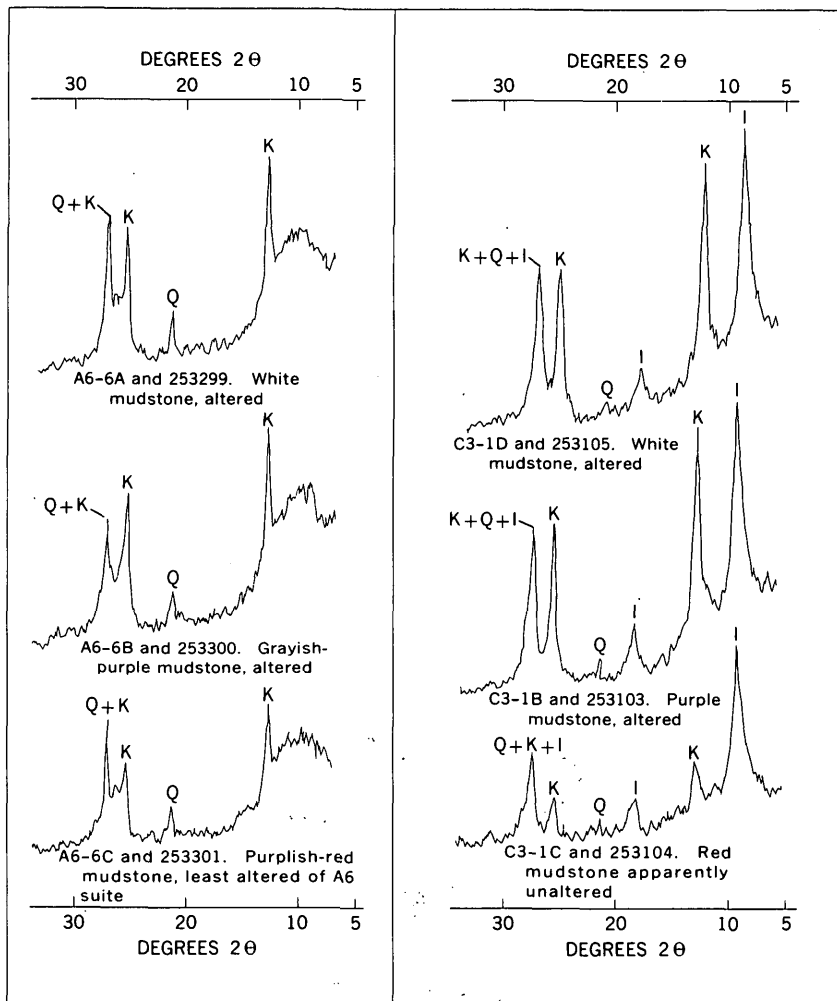 DEGREES 2θ
30 20 10
K
Q+K K
Q
A6-6A and 253299. White
mudstone, altered
K
Q+K K
Q
A6-6B and 253300. Grayish-
purple mudstone, altered
Q+K K
K
Q
A6-6C and 253301. Purplish-red
mudstone, least altered of A6
suite
30 20 10
DEGREES 2θ
DEGREES 2θ
30 20 10 5
I
K
K+Q+I K
I
Q
C3-1D and 253105. White
mudstone, altered
I
K
K+Q+I K
I
Q
C3-1B and 253103. Purple
mudstone, altered
I
Q+K+I K
K Q I
C3-1C and 253104. Red
mudstone apparently
unaltered
30 20 10 5
DEGREES 2θ